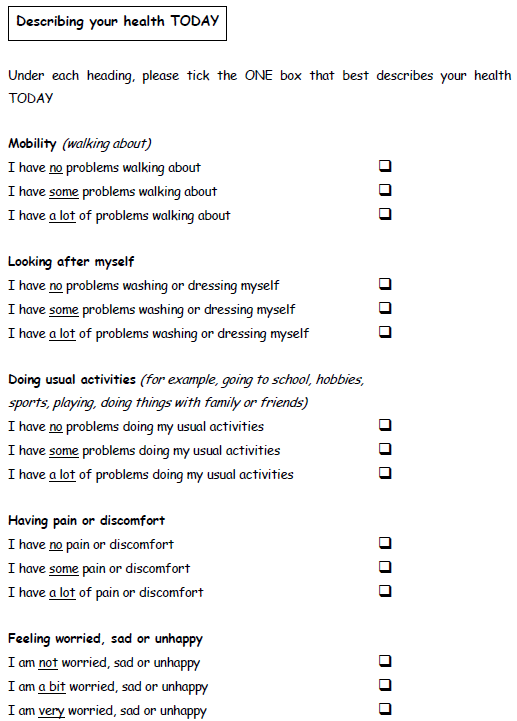 Describing your health TODAY
Under each heading, please tick the ONE box that best describes your health
TODAY
Mobility (walking about)
I have no problems walking about
I have some problems walking about
I have a lot of problems walking about
Looking after myself
I have no problems washing or dressing myself
I have some problems washing or dressing myself
I have a lot of problems washing or dressing myself
Doing usual activities (for example, going to school, hobbies,
sports, playing, doing things with family or friends)
I have no problems doing my usual activities
I have some problems doing my usual activities
I have a lot of problems doing my usual activities
Having pain or discomfort
I have no pain or discomfort
I have some pain or discomfort
I have a lot of pain or discomfort
Feeling worried, sad or unhappy
I am not worried, sad or unhappy
I am a bit worried, sad or unhappy
I am very worried, sad or unhappy